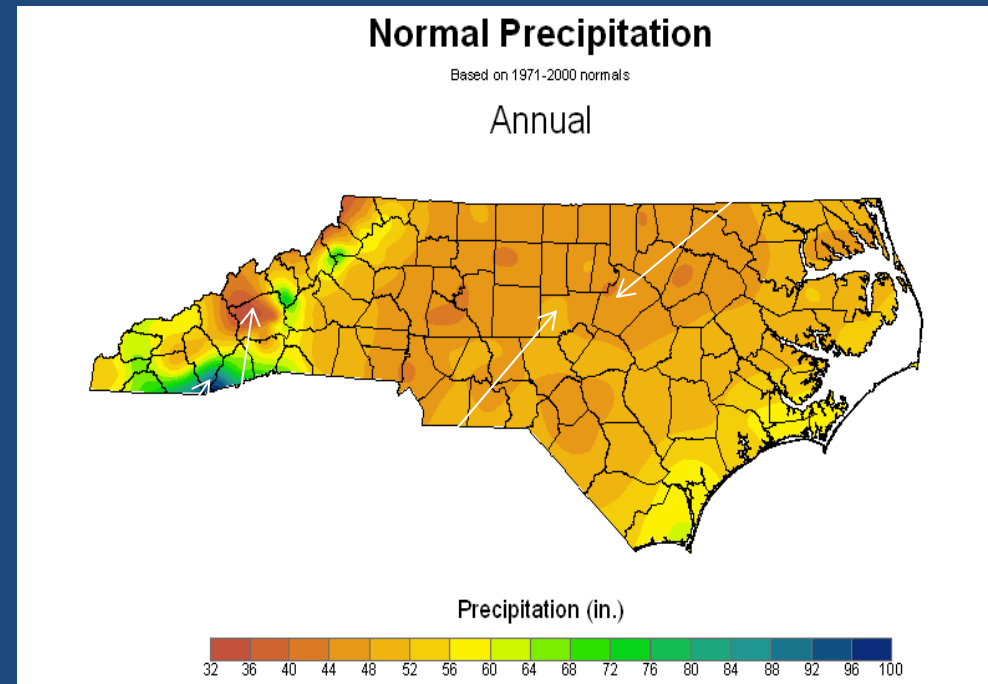 Normal Precipitation
Based on 1971-2000 normals
Annual
Precipitation (in.)
32 36 40 44 48 52 56 60 64 68 72 76 80 84 88 92 96 100